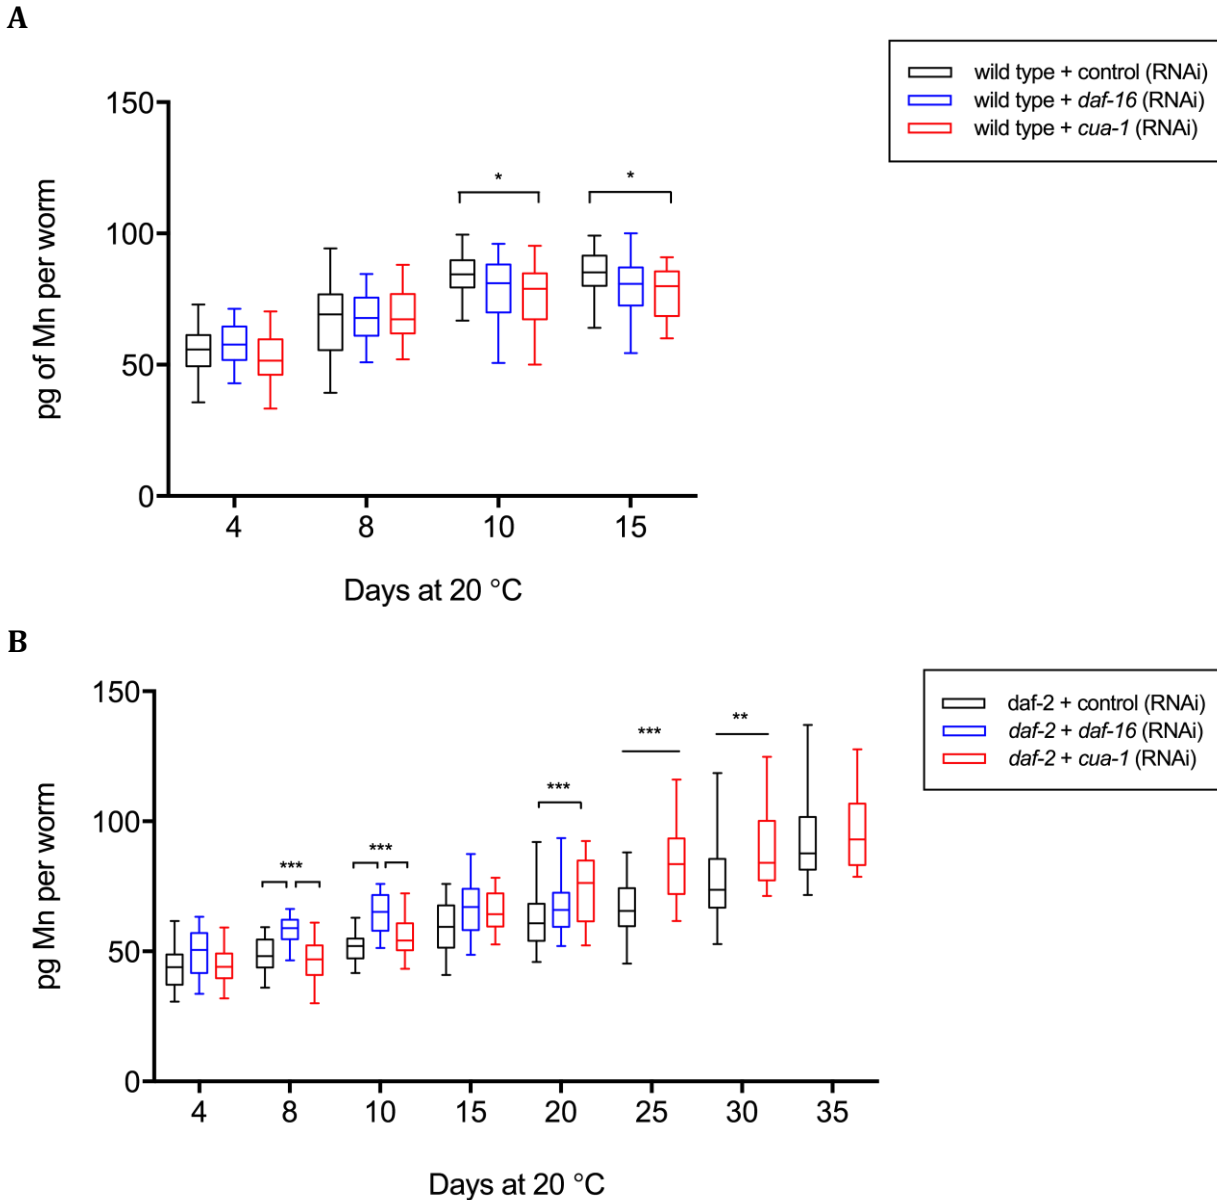 A
wild type + control (RNAi)
wild type + daf-16 (RNAi)
wild type + cua-1 (RNAi)
pg of Mn per worm
150
100
50
0
* *
4 8 10 15
Days at 20 °C
B
daf-2 + control (RNAi)
daf-2 + daf-16 (RNAi)
daf-2 + cua-1 (RNAi)
pg Mn per worm
150
100
50
0
*** *** *** *** **
4 8 10 15 20 25 30 35
Days at 20 °C